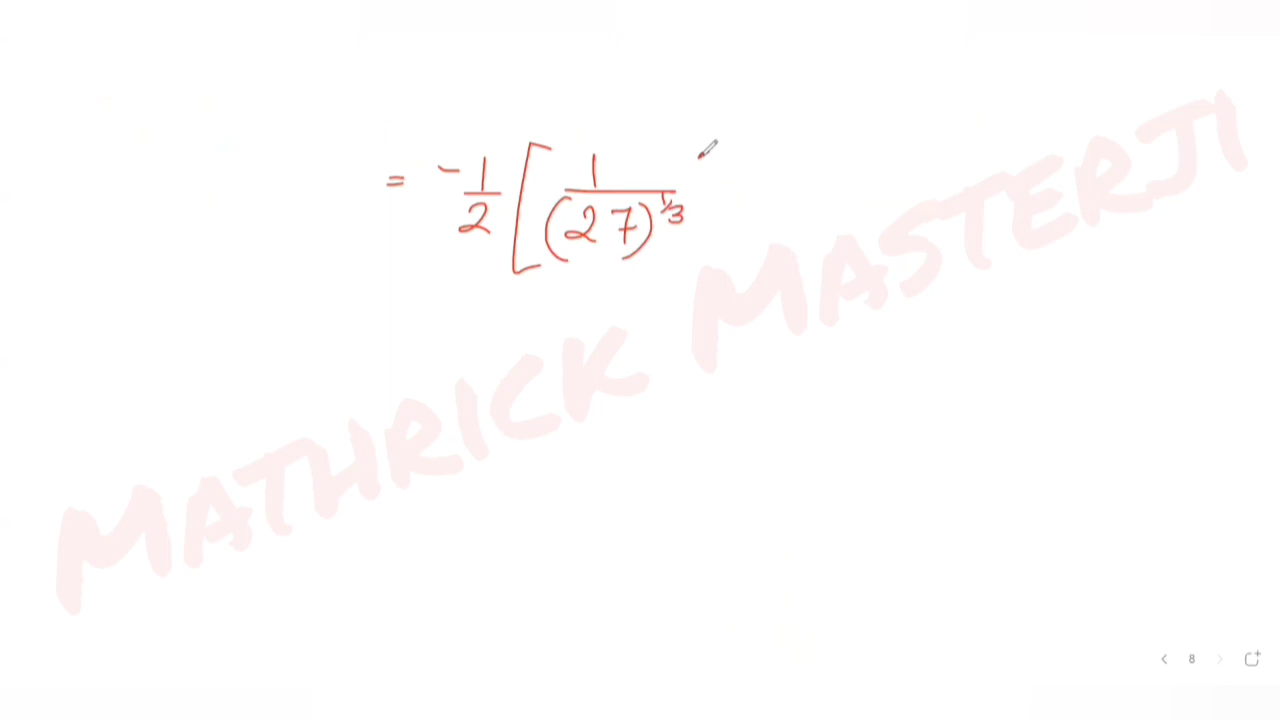 = -1/2 [ 1/(27)^1/3
MATHRICK MASTERJI
8